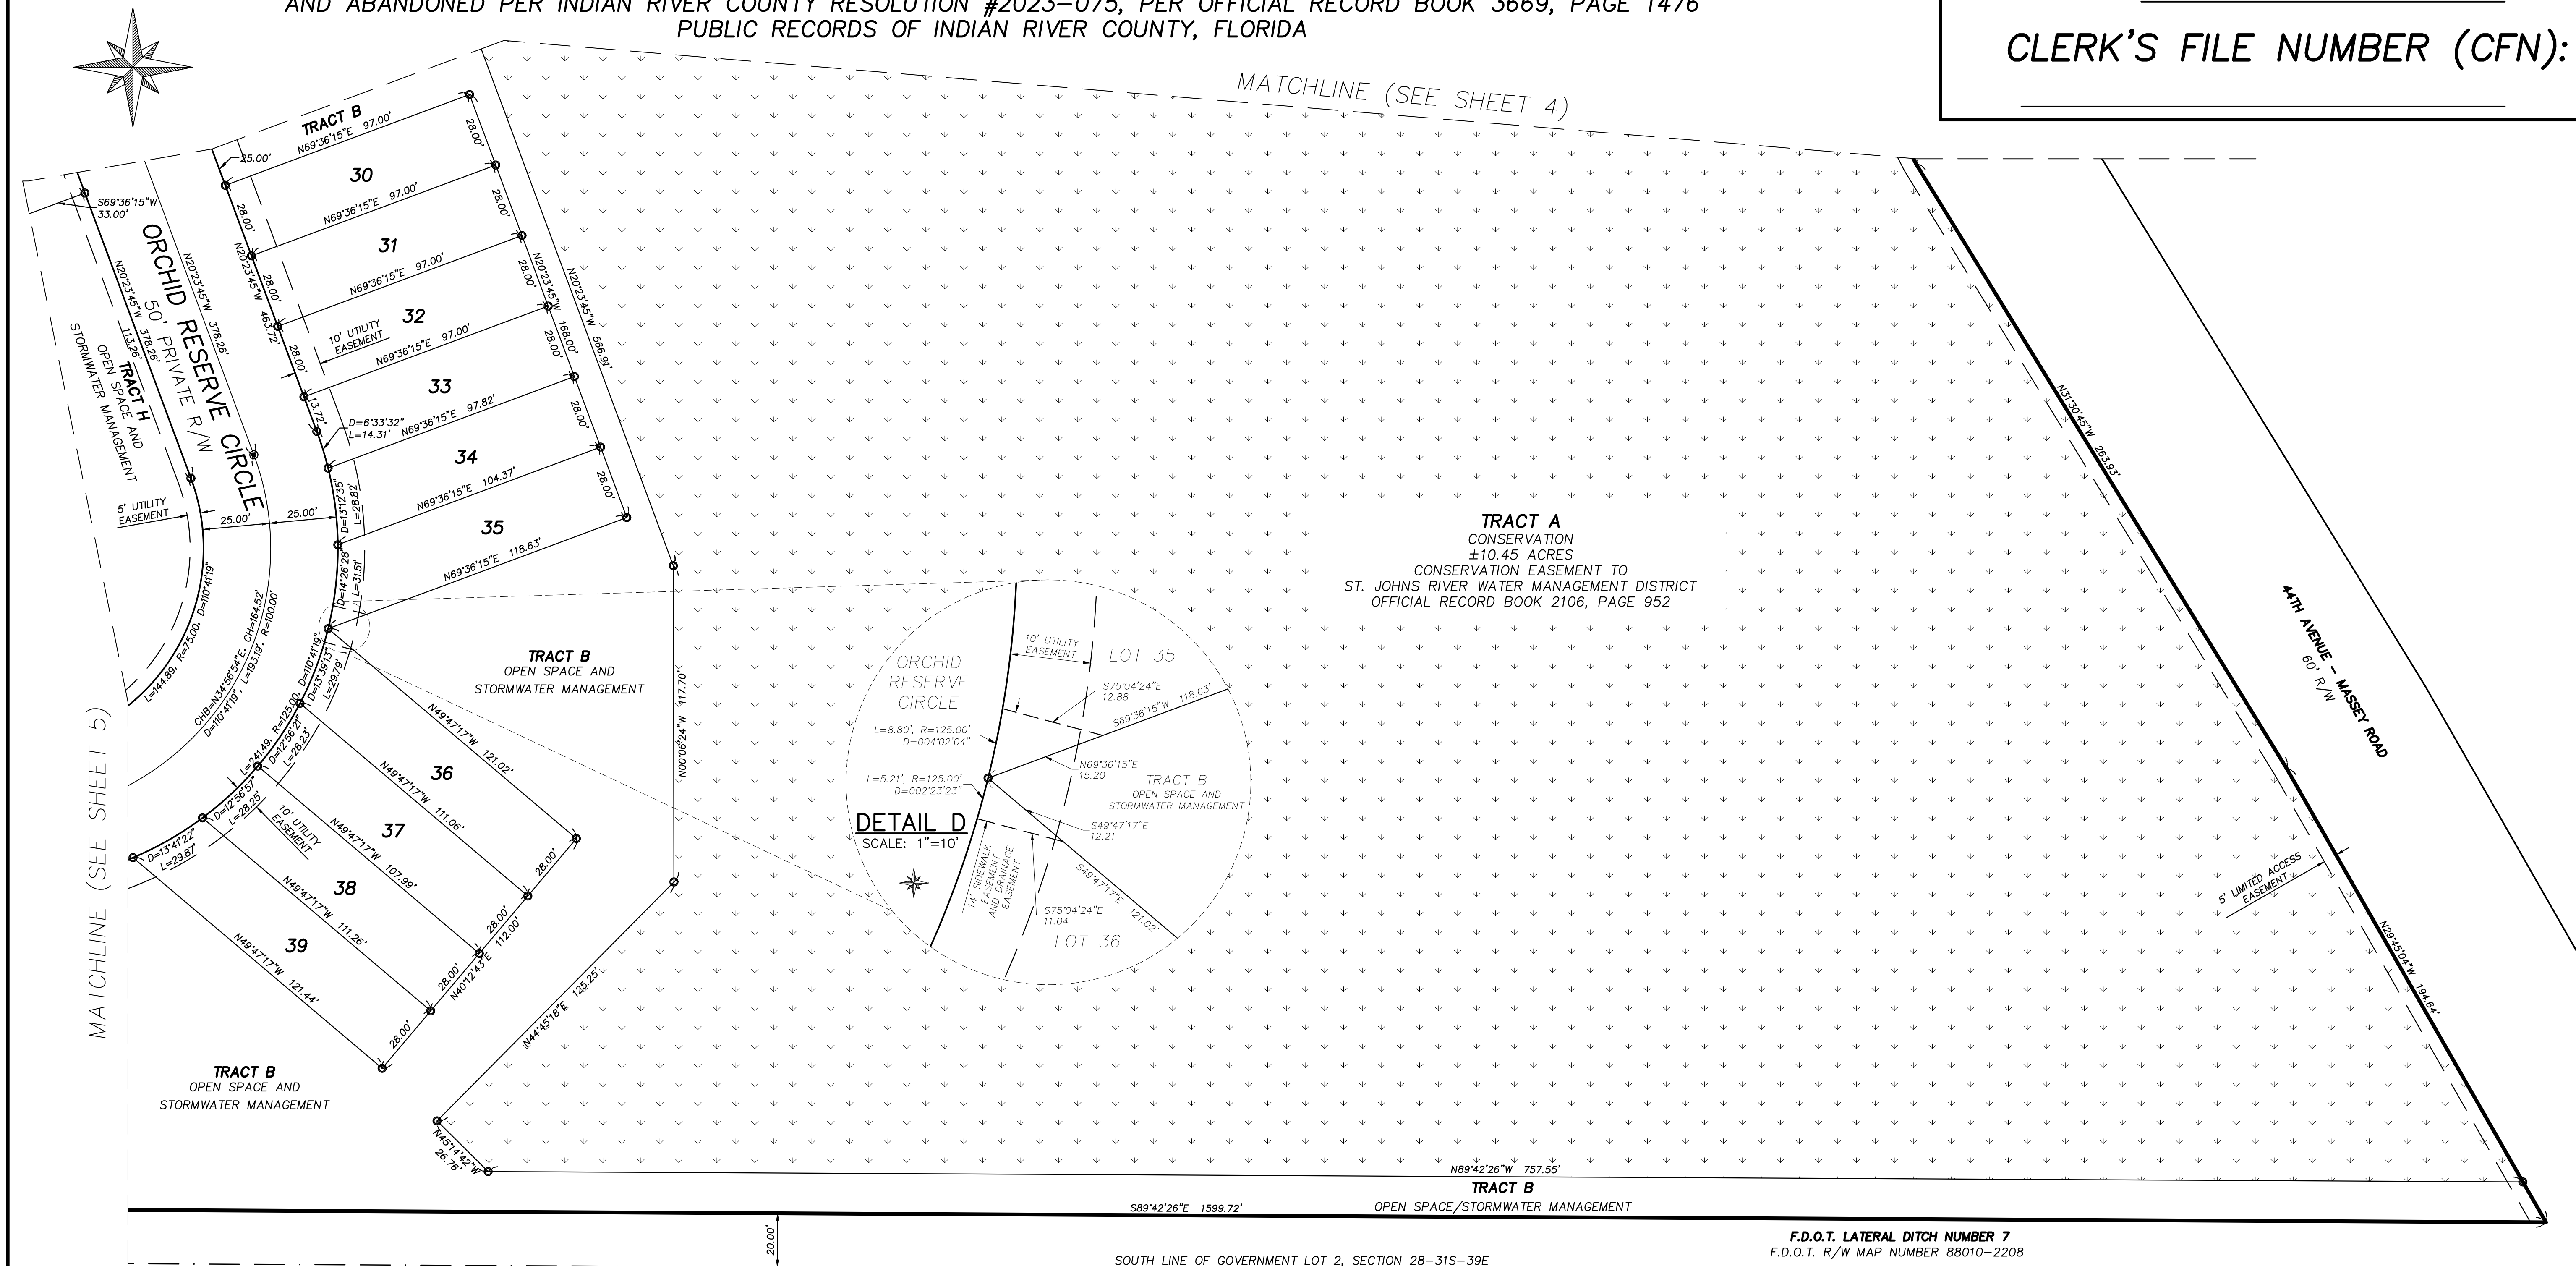 AND ABANDONED PER INDIAN RIVER COUNTY RESOLUTION #2023-075, PER OFFICIAL RECORD BOOK 3669, PAGE 1476
PUBLIC RECORDS OF INDIAN RIVER COUNTY, FLORIDA
CLERK'S FILE NUMBER (CFN):
MATCHLINE (SEE SHEET 4)
TRACT B
N69°36'15"E 97.00'
25.00'
28.00'
30
N69°36'15"E 97.00'
28.00'
28.00'
31
N69°36'15"E 97.00'
28.00'
28.00'
32
N69°36'15"E 97.00'
28.00'
28.00'
33
N69°36'15"E 97.82'
28.00'
13.72'
D=6°33'32"
L=14.31'
34
N69°36'15"E 104.37'
28.00'
D=13°12'35"
L=28.82'
35
N69°36'15"E 118.63'
D=14°26'28"
L=31.51'
N20°23'45"W 463.72'
N20°23'45"W 168.00'
N20°23'45"W 566.91'
10' UTILITY
EASEMENT
S69°36'15"W
33.00'
ORCHID RESERVE CIRCLE
50' PRIVATE R/W
N20°23'45"W 378.26'
N20°23'45"W 378.26'
113.26'
TRACT H
OPEN SPACE AND
STORMWATER MANAGEMENT
5' UTILITY
EASEMENT
25.00'
25.00'
L=144.89, R=75.00, D=110°41'19"
CHB=N34°56'54"E, CH=164.52'
D=110°41'19", L=193.19', R=100.00'
L=241.49, R=125.00, D=110°41'19"
D=13°39'13"
L=29.79'
D=12°56'21"
L=28.23'
D=12°56'57"
L=28.25'
D=13°41'22"
L=29.87'
10' UTILITY
EASEMENT
TRACT B
OPEN SPACE AND
STORMWATER MANAGEMENT
N00°06'24"W 117.70'
N49°47'17"W 121.02'
36
28.00'
N49°47'17"W 111.06'
37
28.00'
N49°47'17"W 107.99'
38
28.00'
N49°47'17"W 111.26'
39
28.00'
N49°47'17"W 121.44'
N40°12'43"E 112.00'
N44°45'18"E 125.25'
N45°14'42"W
26.76'
MATCHLINE (SEE SHEET 5)
TRACT B
OPEN SPACE AND
STORMWATER MANAGEMENT
ORCHID
RESERVE
CIRCLE
10' UTILITY
EASEMENT
LOT 35
S75°04'24"E
12.88
S69°36'15"W 118.63'
L=8.80', R=125.00'
D=004°02'04"
N69°36'15"E
15.20
L=5.21', R=125.00'
D=002°23'23"
TRACT B
OPEN SPACE AND
STORMWATER MANAGEMENT
S49°47'17"E
12.21
DETAIL D
SCALE: 1"=10'
14' SIDEWALK
EASEMENT
AND DRAINAGE
EASEMENT
S49°47'17"E 121.02'
S75°04'24"E
11.04
LOT 36
TRACT A
CONSERVATION
±10.45 ACRES
CONSERVATION EASEMENT TO
ST. JOHNS RIVER WATER MANAGEMENT DISTRICT
OFFICIAL RECORD BOOK 2106, PAGE 952
N31°30'45"W 263.93'
44TH AVENUE - MASSEY ROAD
60' R/W
5' LIMITED ACCESS
EASEMENT
N29°45'04"W 194.64'
N89°42'26"W 757.55'
TRACT B
OPEN SPACE/STORMWATER MANAGEMENT
S89°42'26"E 1599.72'
20.00'
F.D.O.T. LATERAL DITCH NUMBER 7
F.D.O.T. R/W MAP NUMBER 88010-2208
SOUTH LINE OF GOVERNMENT LOT 2, SECTION 28-31S-39E